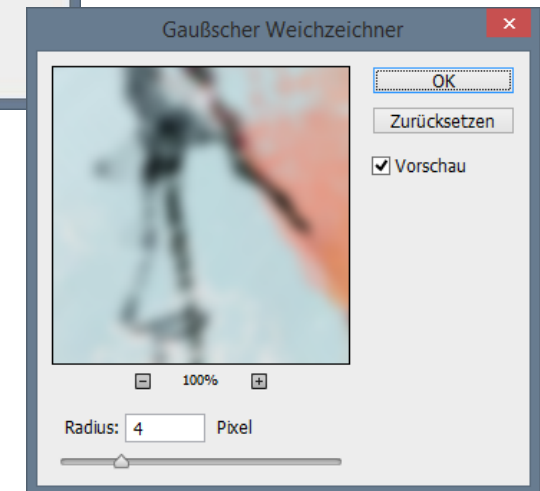 Gaußscher Weichzeichner
OK
Zurücksetzen
Vorschau
100%
Radius: 4 Pixel